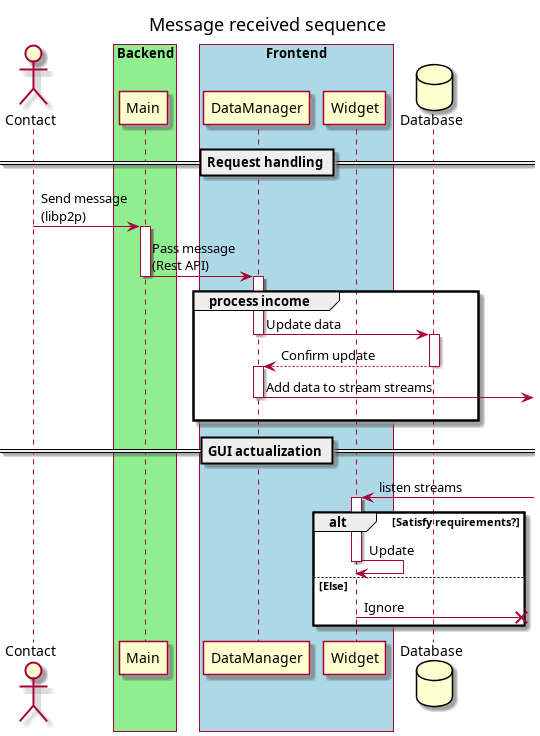 Message received sequence
Backend
Frontend
Contact
Main
DataManager
Widget
Database
Request handling
Send message
(libp2p)
Pass message
(Rest API)
process income
Update data
Confirm update
Add data to stream streams
GUI actualization
listen streams
alt
[Satisfy requirements?]
Update
[Else]
Ignore
Contact
Main
DataManager
Widget
Database